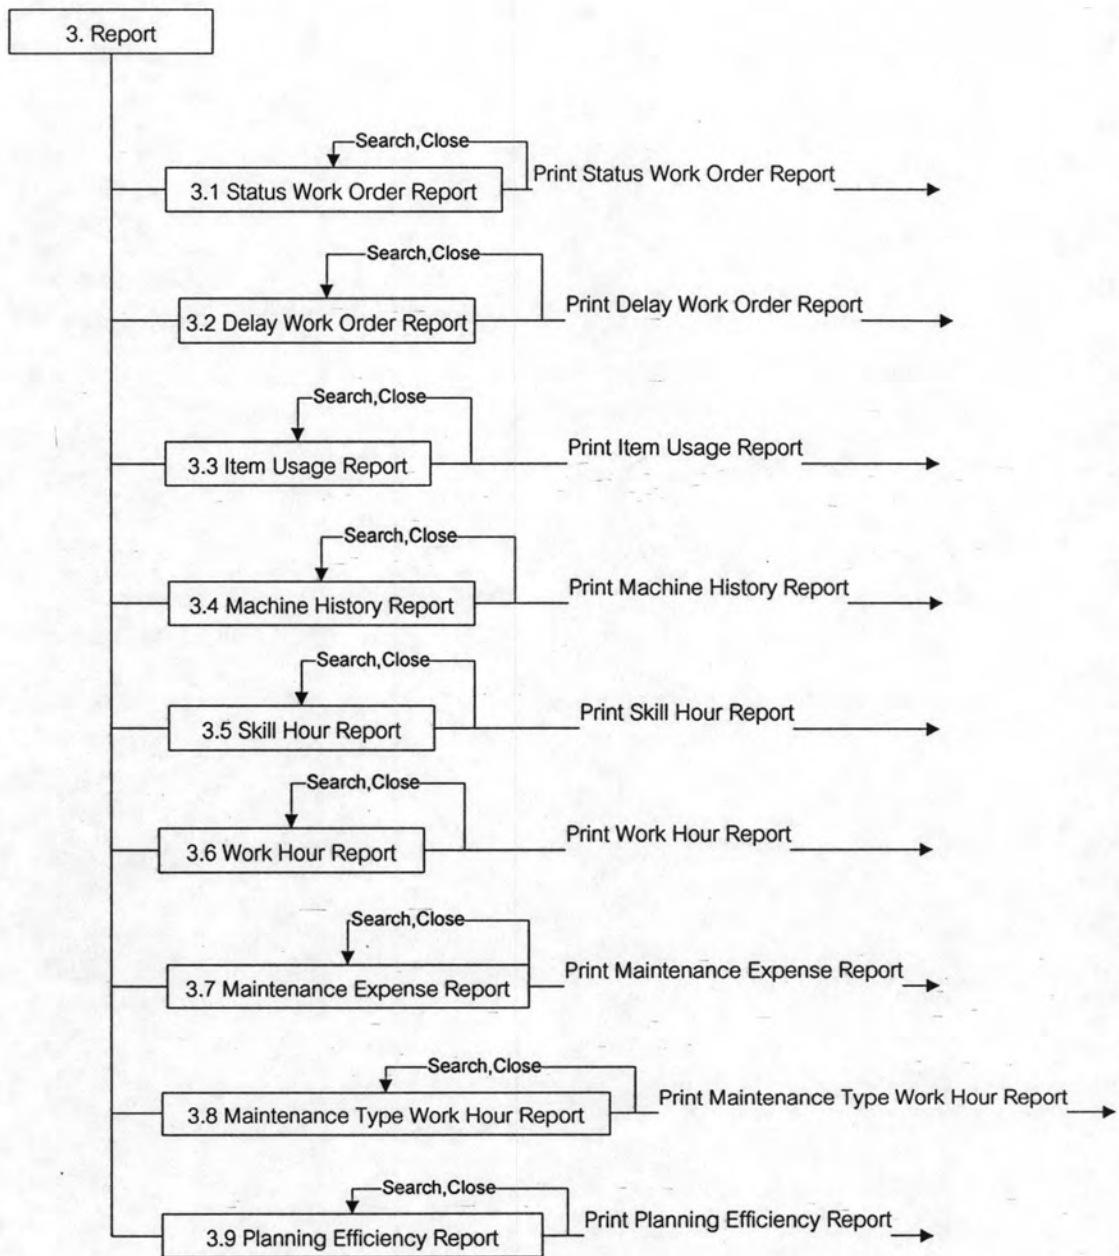 3. Report
Search,Close
Print Status Work Order Report
3.1 Status Work Order Report
Search,Close
Print Delay Work Order Report
3.2 Delay Work Order Report
Search,Close
Print Item Usage Report
3.3 Item Usage Report
Search,Close
Print Machine History Report
3.4 Machine History Report
Search,Close
Print Skill Hour Report
3.5 Skill Hour Report
Search,Close
Print Work Hour Report
3.6 Work Hour Report
Search,Close
Print Maintenance Expense Report
3.7 Maintenance Expense Report
Search,Close
Print Maintenance Type Work Hour Report
3.8 Maintenance Type Work Hour Report
Search,Close
Print Planning Efficiency Report
3.9 Planning Efficiency Report